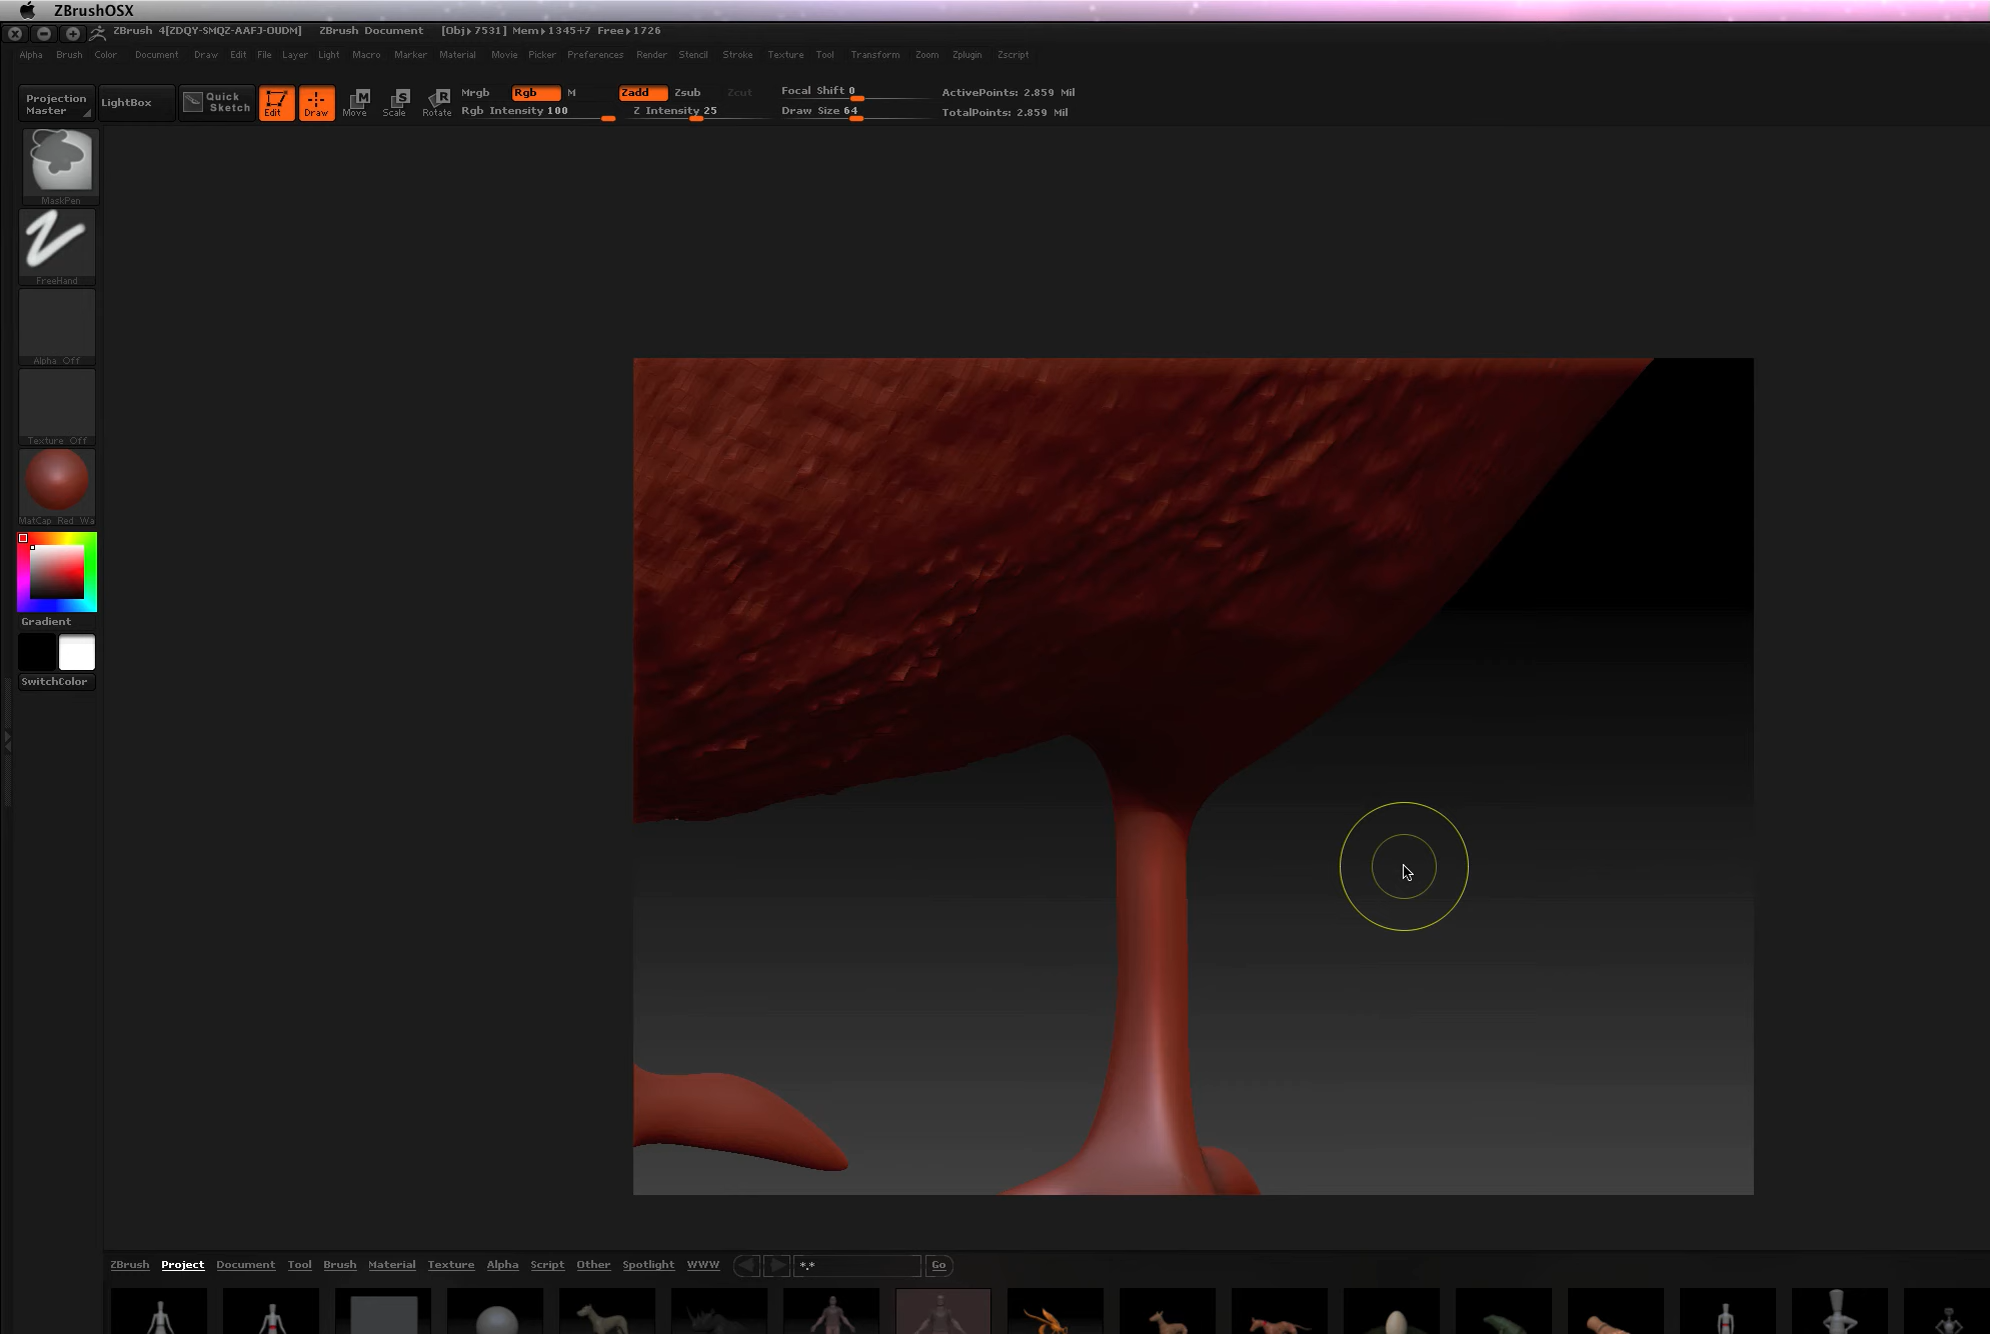 ZBrushOSX
ZBrush 4[ZDQY-SMQZ-AAFJ-OUDM] ZBrush Document [Obj▸7531] Mem▸1345+7 Free▸1726
Alpha Brush Color Document Draw Edit File Layer Light Macro Marker Material Movie Picker Preferences Render Stencil Stroke Texture Tool Transform Zoom Zplugin Zscript
Projection Master
LightBox
Quick Sketch
Edit
Draw
Move
Scale
Rotate
Mrgb Rgb M
Rgb Intensity 100
Zadd Zsub Zcut
Z Intensity 25
Focal Shift 0
Draw Size 64
ActivePoints: 2.859 Mil
TotalPoints: 2.859 Mil
M
S
R
MaskPen
FreeHand
Alpha Off
Texture Off
MatCap Red Wa
Gradient
SwitchColor
ZBrush Project Document Tool Brush Material Texture Alpha Script Other Spotlight WWW *.* Go